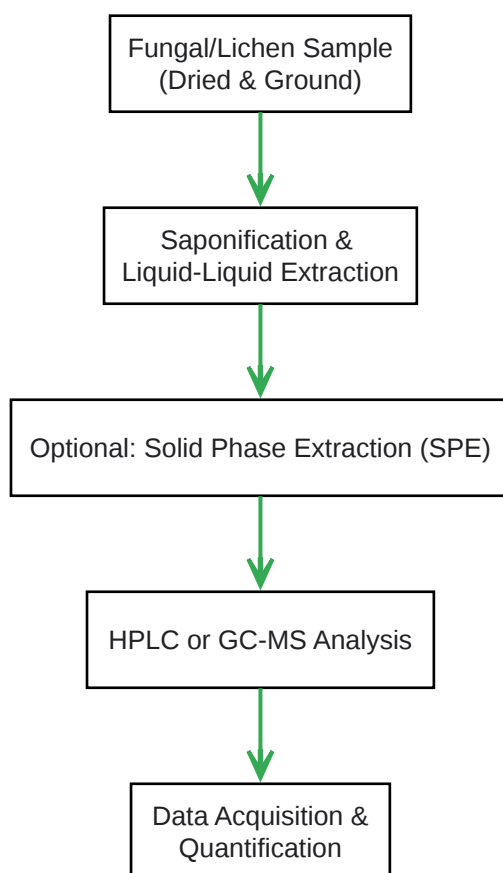 Fungal/Lichen Sample
(Dried & Ground)
Saponification &
Liquid-Liquid Extraction
Optional: Solid Phase Extraction (SPE)
HPLC or GC-MS Analysis
Data Acquisition &
Quantification